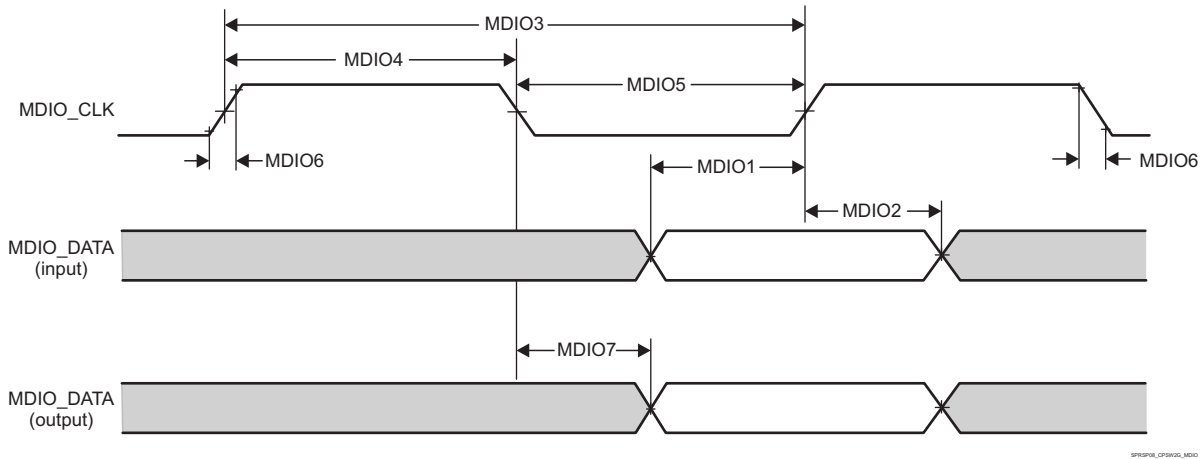 MDIO3
MDIO4
MDIO5
MDIO_CLK
MDIO6
MDIO1
MDIO6
MDIO2
MDIO_DATA
(input)
MDIO7
MDIO_DATA
(output)
SPRSP08_CPSW2G_MDIO